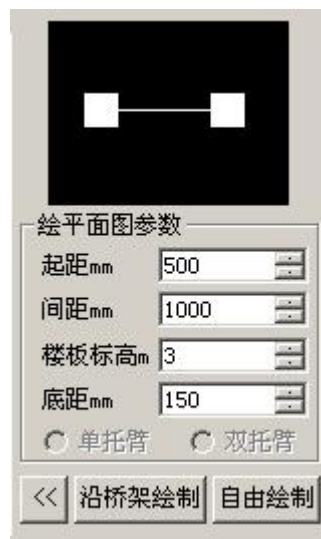 绘平面图参数
起距mm 500
间距mm 1000
楼板标高m 3
底距mm 150
单托臂 双托臂
<< 沿桥架绘制 自由绘制